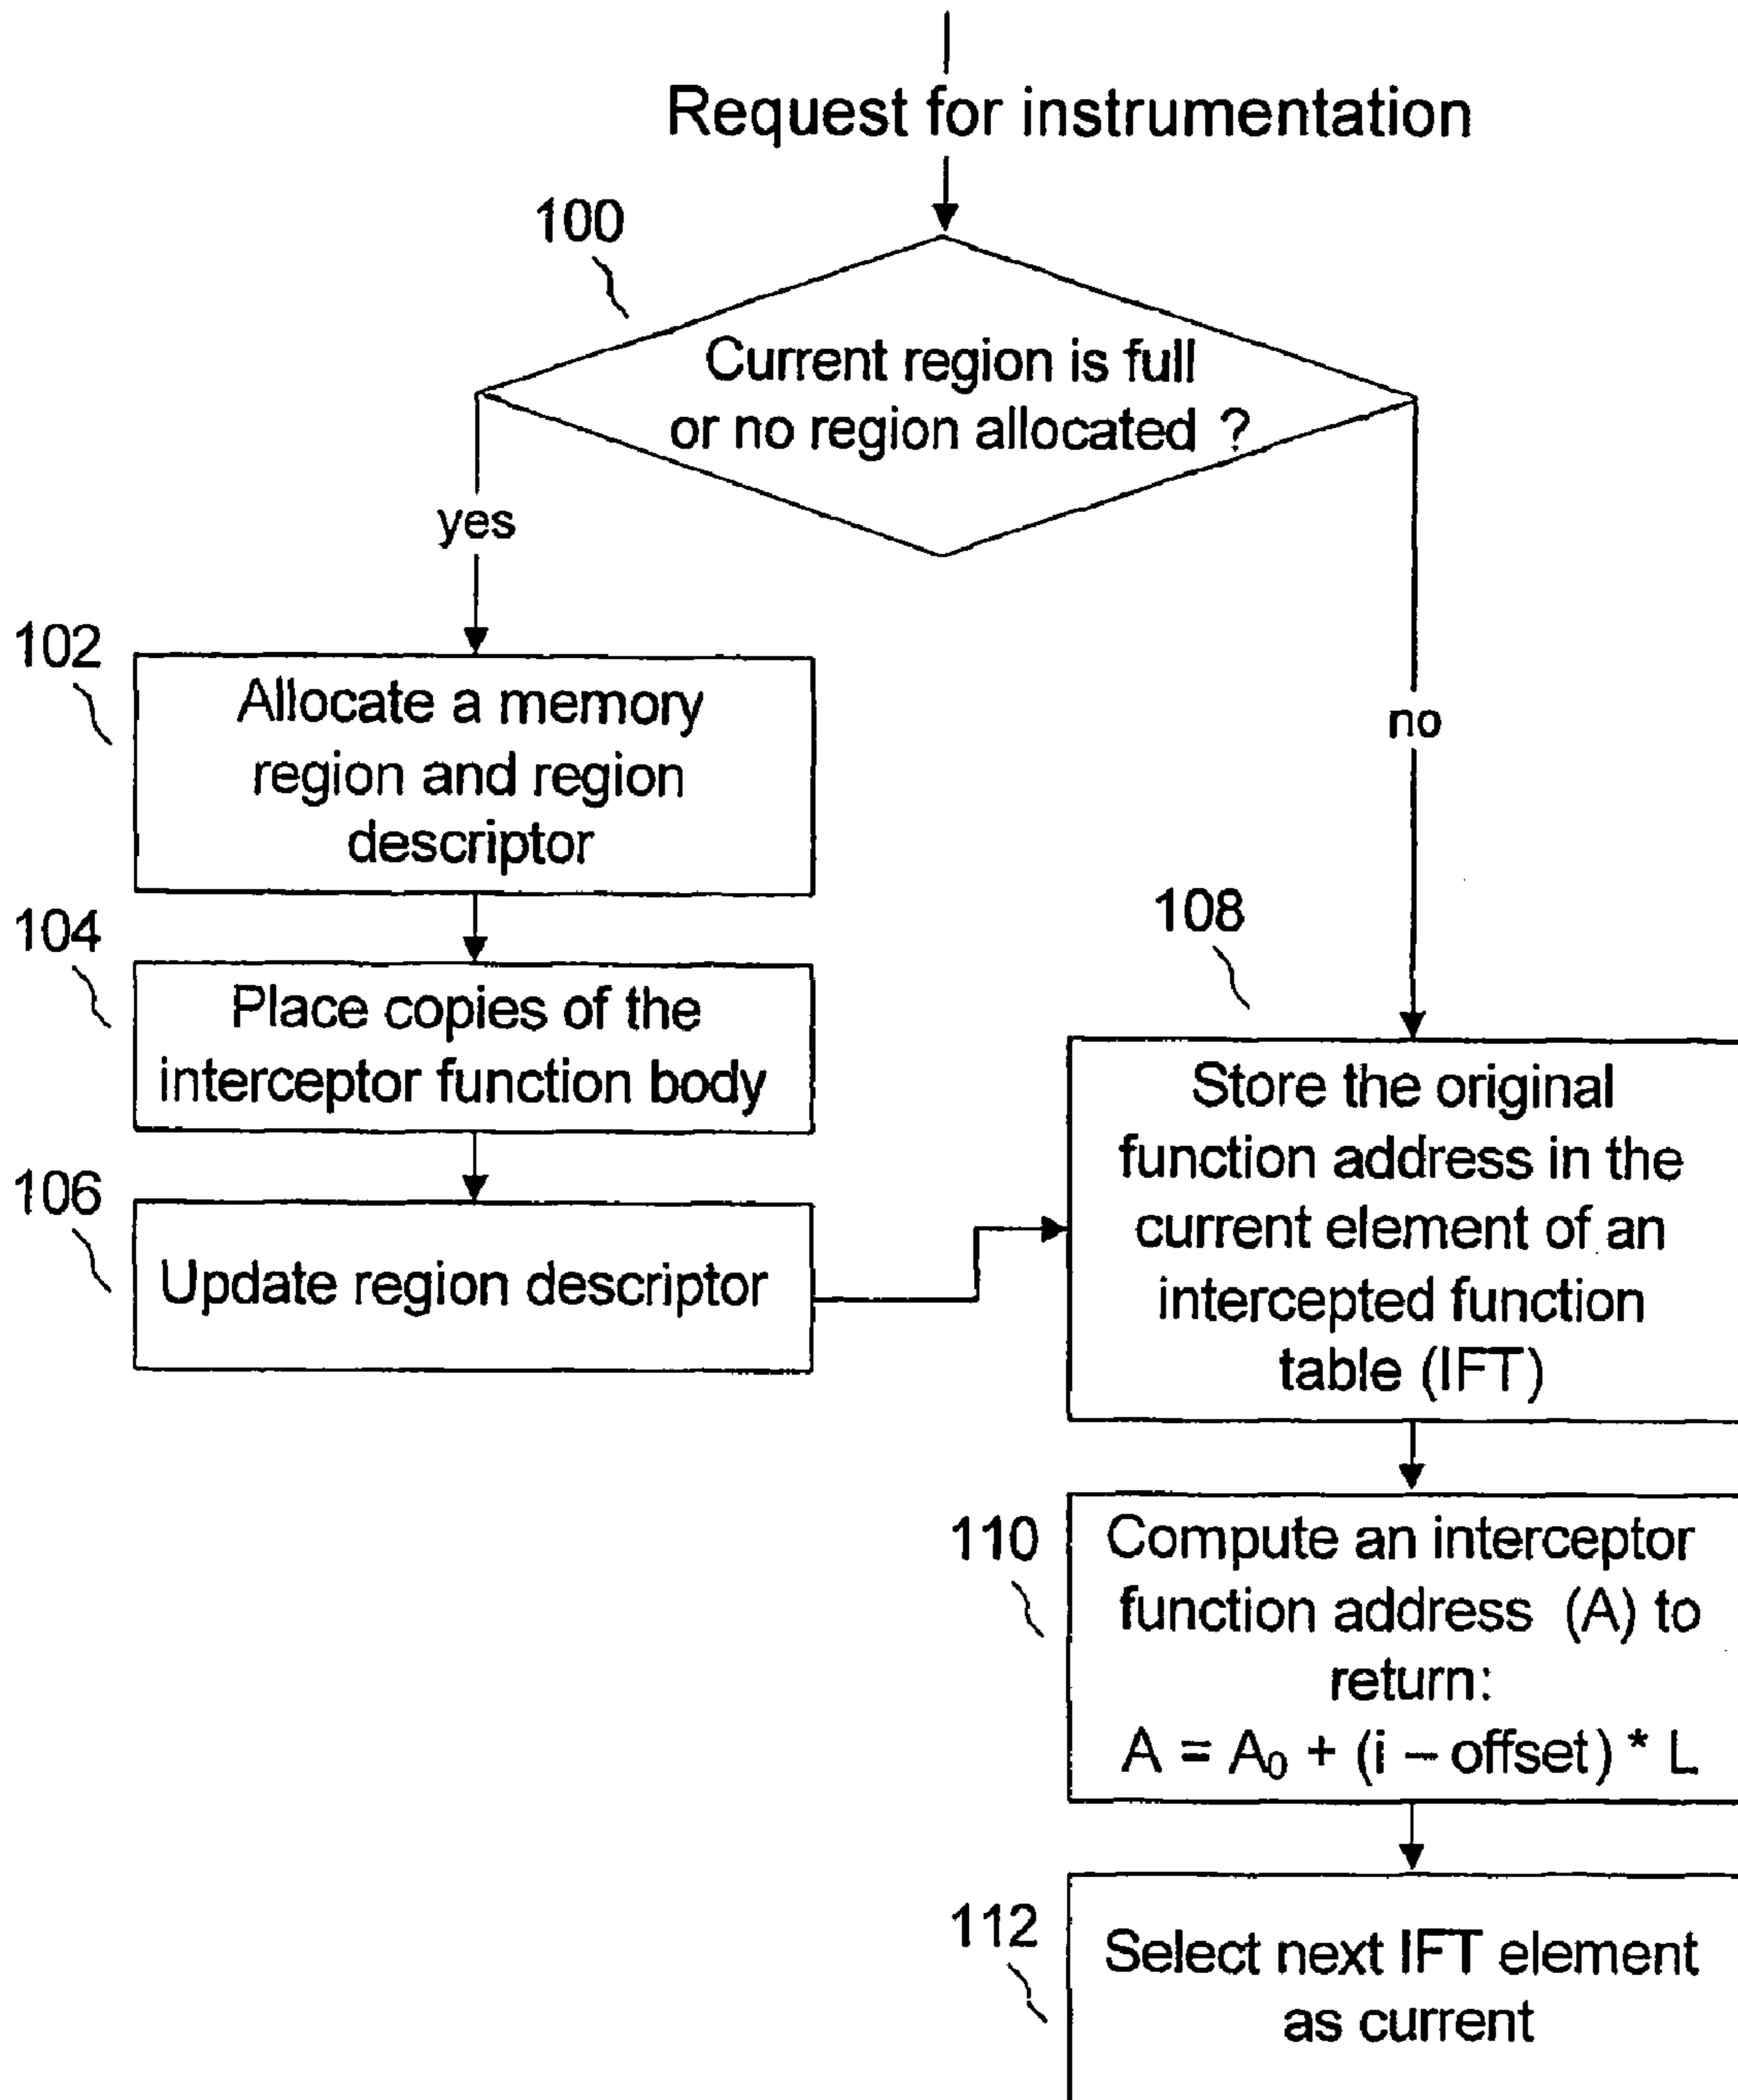 Request for instrumentation
100
Current region is full
or no region allocated ?
yes
no
102
Allocate a memory
region and region
descriptor
104
Place copies of the
interceptor function body
106
Update region descriptor
108
Store the original
function address in the
current element of an
intercepted function
table (IFT)
110
Compute an interceptor
function address (A) to
return:
A = A₀ + (i – offset) * L
112
Select next IFT element
as current